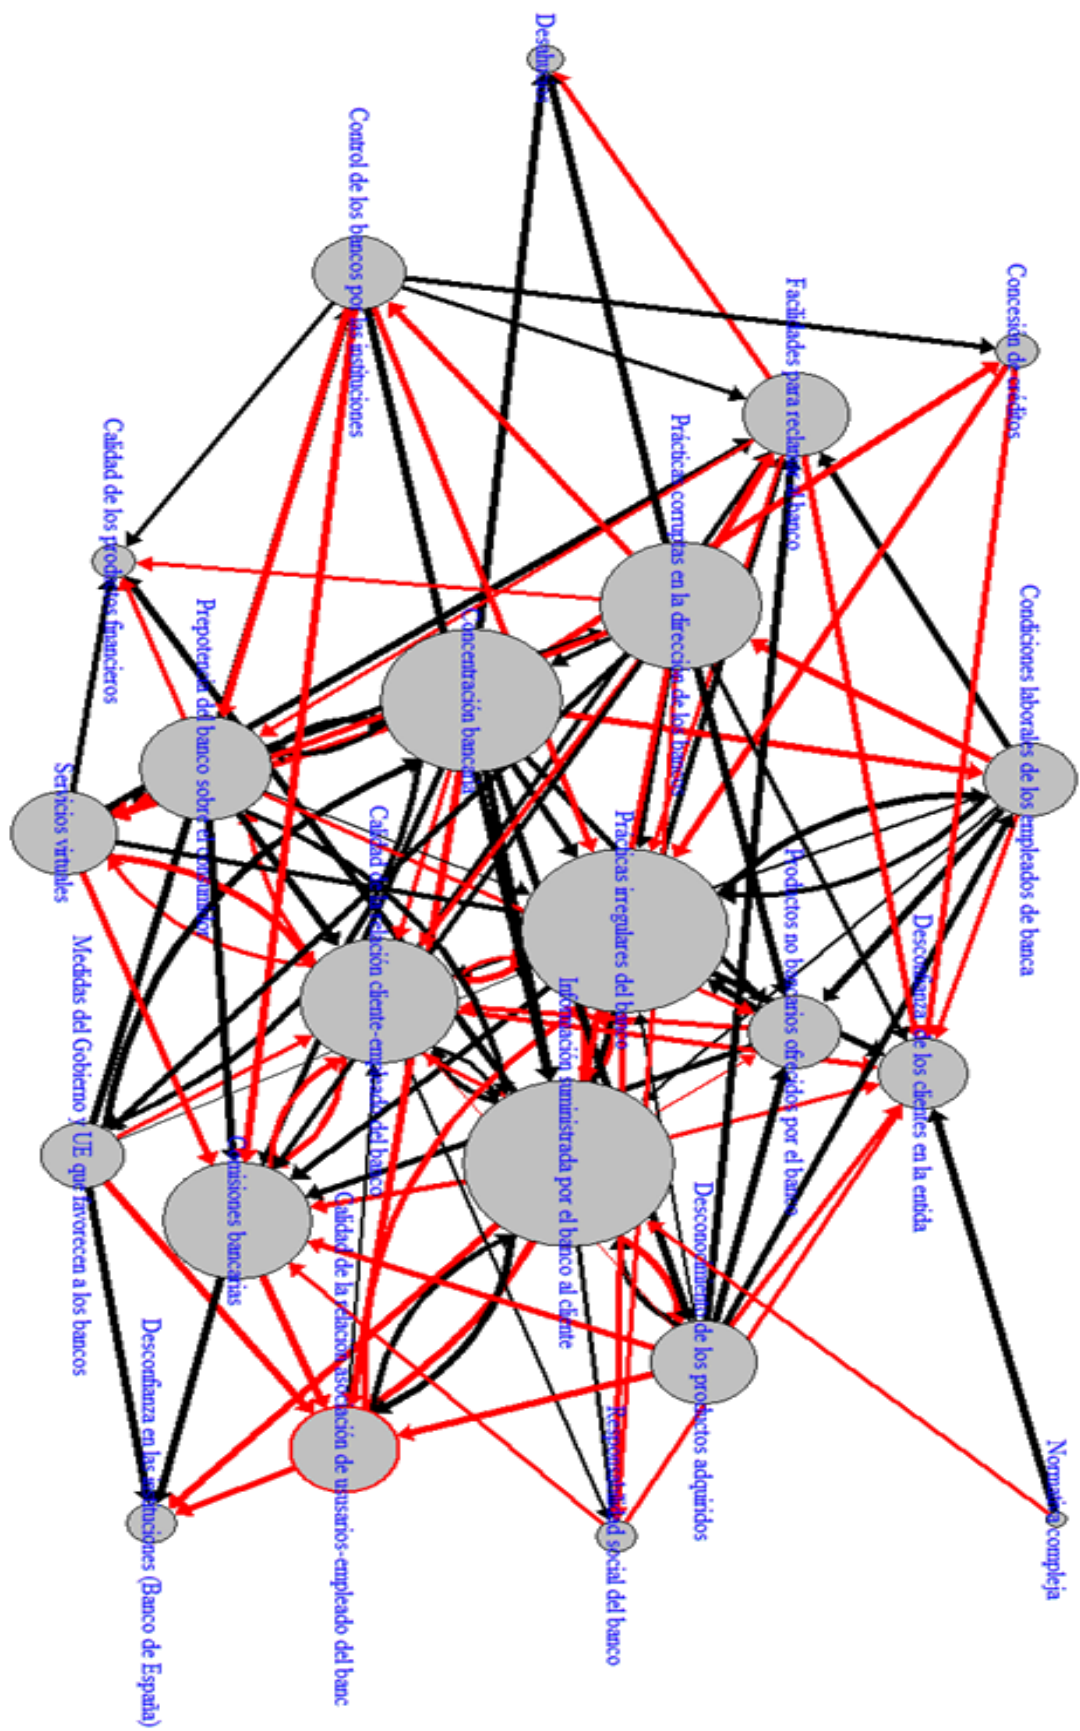 Desahucios
Control de los bancos por las instituciones
Concesión de créditos
Facilidades para reclamar al banco
Prácticas corruptas en la dirección de los bancos
Calidad de los productos financieros
Condiciones laborales de los empleados de banca
Prepotencia del banco sobre el consumidor
Concentración bancaria
Servicios virtuales
Calidad de la relación cliente-empleado del banco
Prácticas irregulares del banco
Productos no bancarios ofrecidos por el banco
Desconfianza de los clientes en la entida
Medidas del Gobierno y UE que favorecen a los bancos
Información suministrada por el banco al cliente
Comisiones bancarias
Desconocimiento de los productos adquiridos
Calidad de la relación asociación de ususarios-empleado del banc
Desconfianza en las instituciones (Banco de España)
Responsabilidad social del banco
Normativa compleja